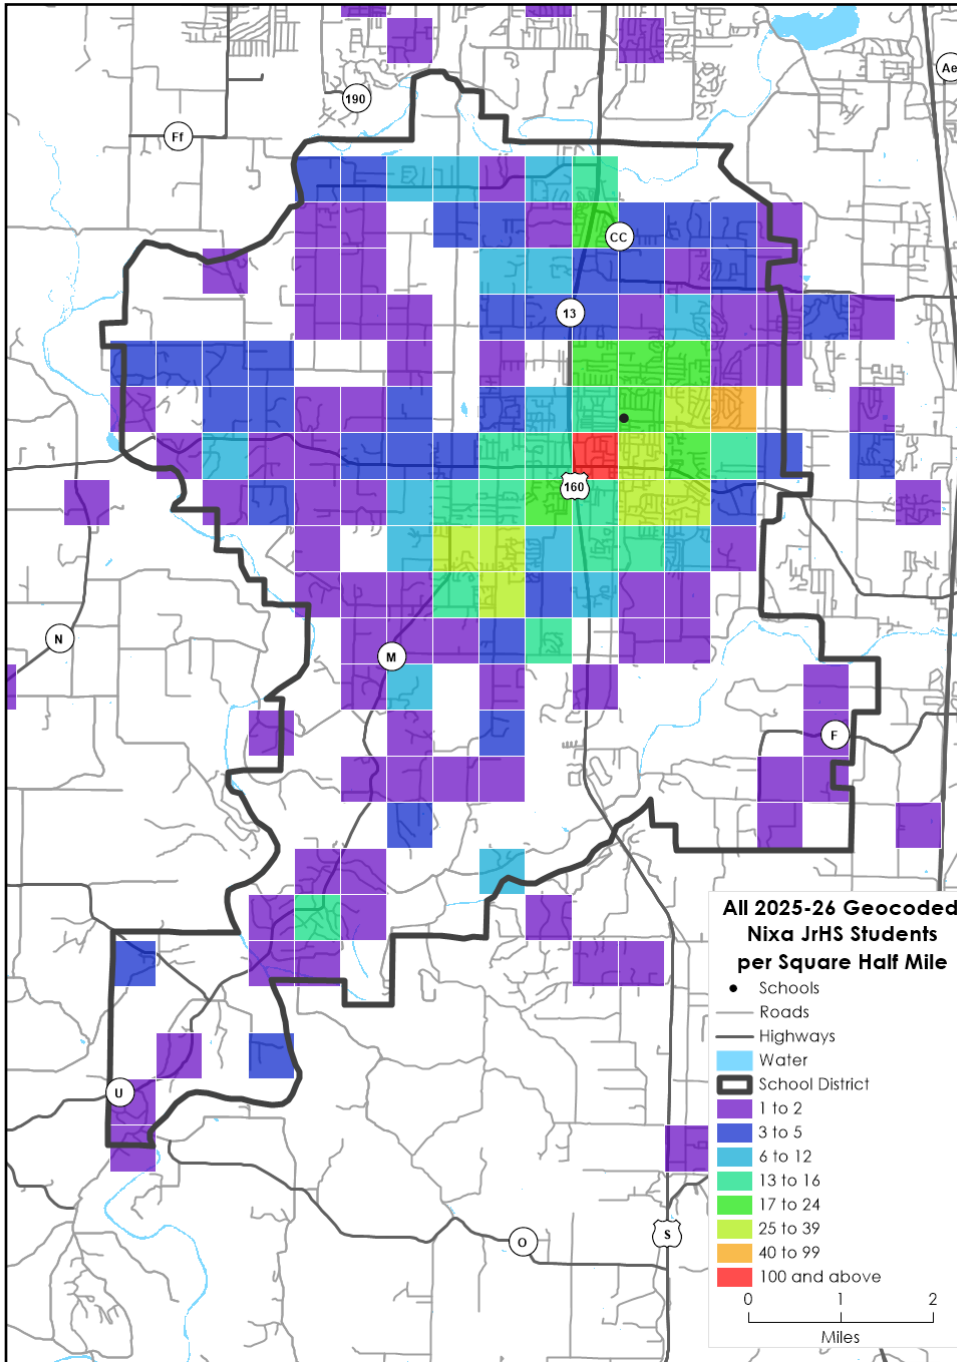 Ae
190
Ff
CC
13
160
N
M
F
U
O
S
All 2025-26 Geocoded
Nixa JrHS Students
per Square Half Mile
Schools
Roads
Highways
Water
School District
1 to 2
3 to 5
6 to 12
13 to 16
17 to 24
25 to 39
40 to 99
100 and above
0 1 2
Miles